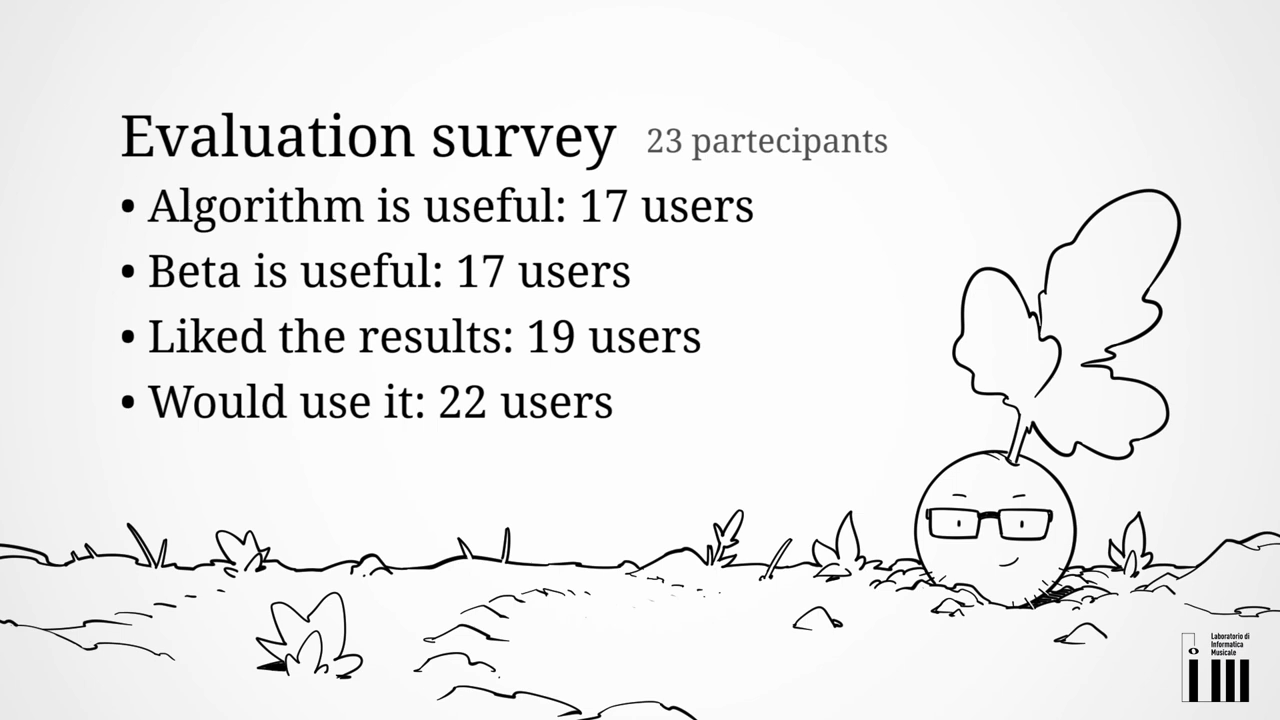 Evaluation survey 23 partecipants
• Algorithm is useful: 17 users
• Beta is useful: 17 users
• Liked the results: 19 users
• Would use it: 22 users
Laboratorio di
Informatica
Musicale